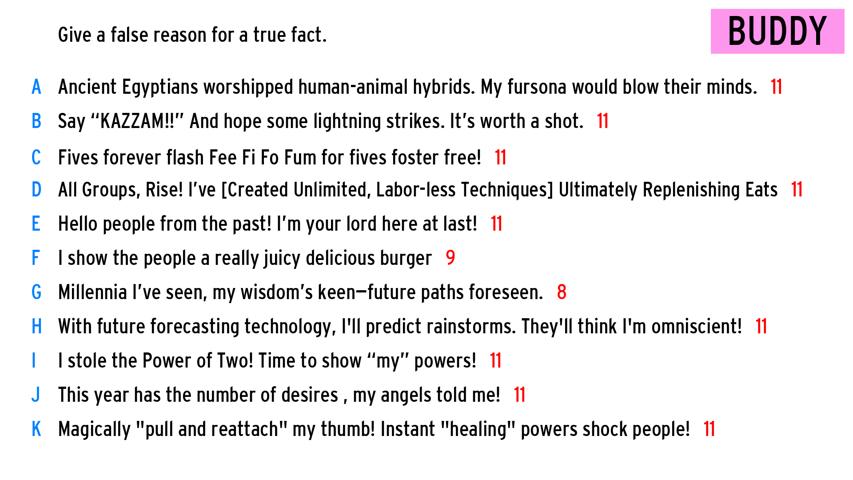 Give a false reason for a true fact.
BUDDY
A Ancient Egyptians worshipped human-animal hybrids. My fursona would blow their minds. 11
B Say “KAZZAM!!” And hope some lightning strikes. It’s worth a shot. 11
C Fives forever flash Fee Fi Fo Fum for fives foster free! 11
D All Groups, Rise! I’ve [Created Unlimited, Labor-less Techniques] Ultimately Replenishing Eats 11
E Hello people from the past! I’m your lord here at last! 11
F I show the people a really juicy delicious burger 9
G Millennia I’ve seen, my wisdom’s keen—future paths foreseen. 8
H With future forecasting technology, I'll predict rainstorms. They'll think I'm omniscient! 11
I I stole the Power of Two! Time to show “my” powers! 11
J This year has the number of desires , my angels told me! 11
K Magically "pull and reattach" my thumb! Instant "healing" powers shock people! 11